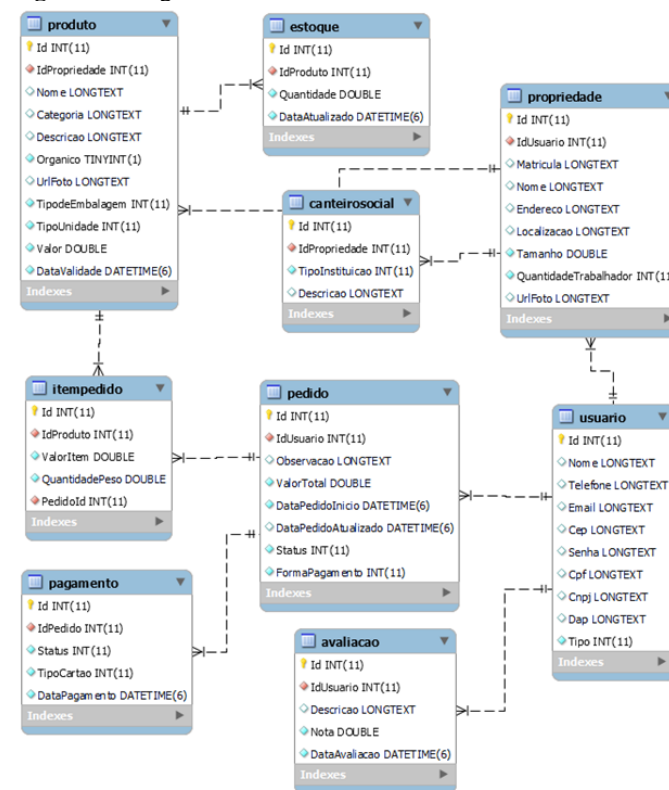 produto
Id INT(11)
IdPropriedade INT(11)
Nome LONGTEXT
Categoria LONGTEXT
Descricao LONGTEXT
Organico TINYINT(1)
UrlFoto LONGTEXT
TipodeEmbalagem INT(11)
TipoUnidade INT(11)
Valor DOUBLE
DataValidade DATETIME(6)
Indexes
estoque
Id INT(11)
IdProduto INT(11)
Quantidade DOUBLE
DataAtualizado DATETIME(6)
Indexes
canteirosocial
Id INT(11)
IdPropriedade INT(11)
TipoInstituicao INT(11)
Descricao LONGTEXT
Indexes
propriedade
Id INT(11)
IdUsuario INT(11)
Matricula LONGTEXT
Nome LONGTEXT
Endereco LONGTEXT
Localizacao LONGTEXT
Tamanho DOUBLE
QuantidadeTrabalhador INT(11
UrlFoto LONGTEXT
Indexes
itempedido
Id INT(11)
IdProduto INT(11)
ValorItem DOUBLE
QuantidadePeso DOUBLE
PedidoId INT(11)
Indexes
pedido
Id INT(11)
IdUsuario INT(11)
Observacao LONGTEXT
ValorTotal DOUBLE
DataPedidoInicio DATETIME(6)
DataPedidoAtualizado DATETIME(6)
Status INT(11)
FormaPagamento INT(11)
Indexes
usuario
Id INT(11)
Nome LONGTEXT
Telefone LONGTEXT
Email LONGTEXT
Cep LONGTEXT
Senha LONGTEXT
Cpf LONGTEXT
Cnpj LONGTEXT
Dap LONGTEXT
Tipo INT(11)
Indexes
pagamento
Id INT(11)
IdPedido INT(11)
Status INT(11)
TipoCartao INT(11)
DataPagamento DATETIME(6)
Indexes
avaliacao
Id INT(11)
IdUsuario INT(11)
Descricao LONGTEXT
Nota DOUBLE
DataAvaliacao DATETIME(6)
Indexes